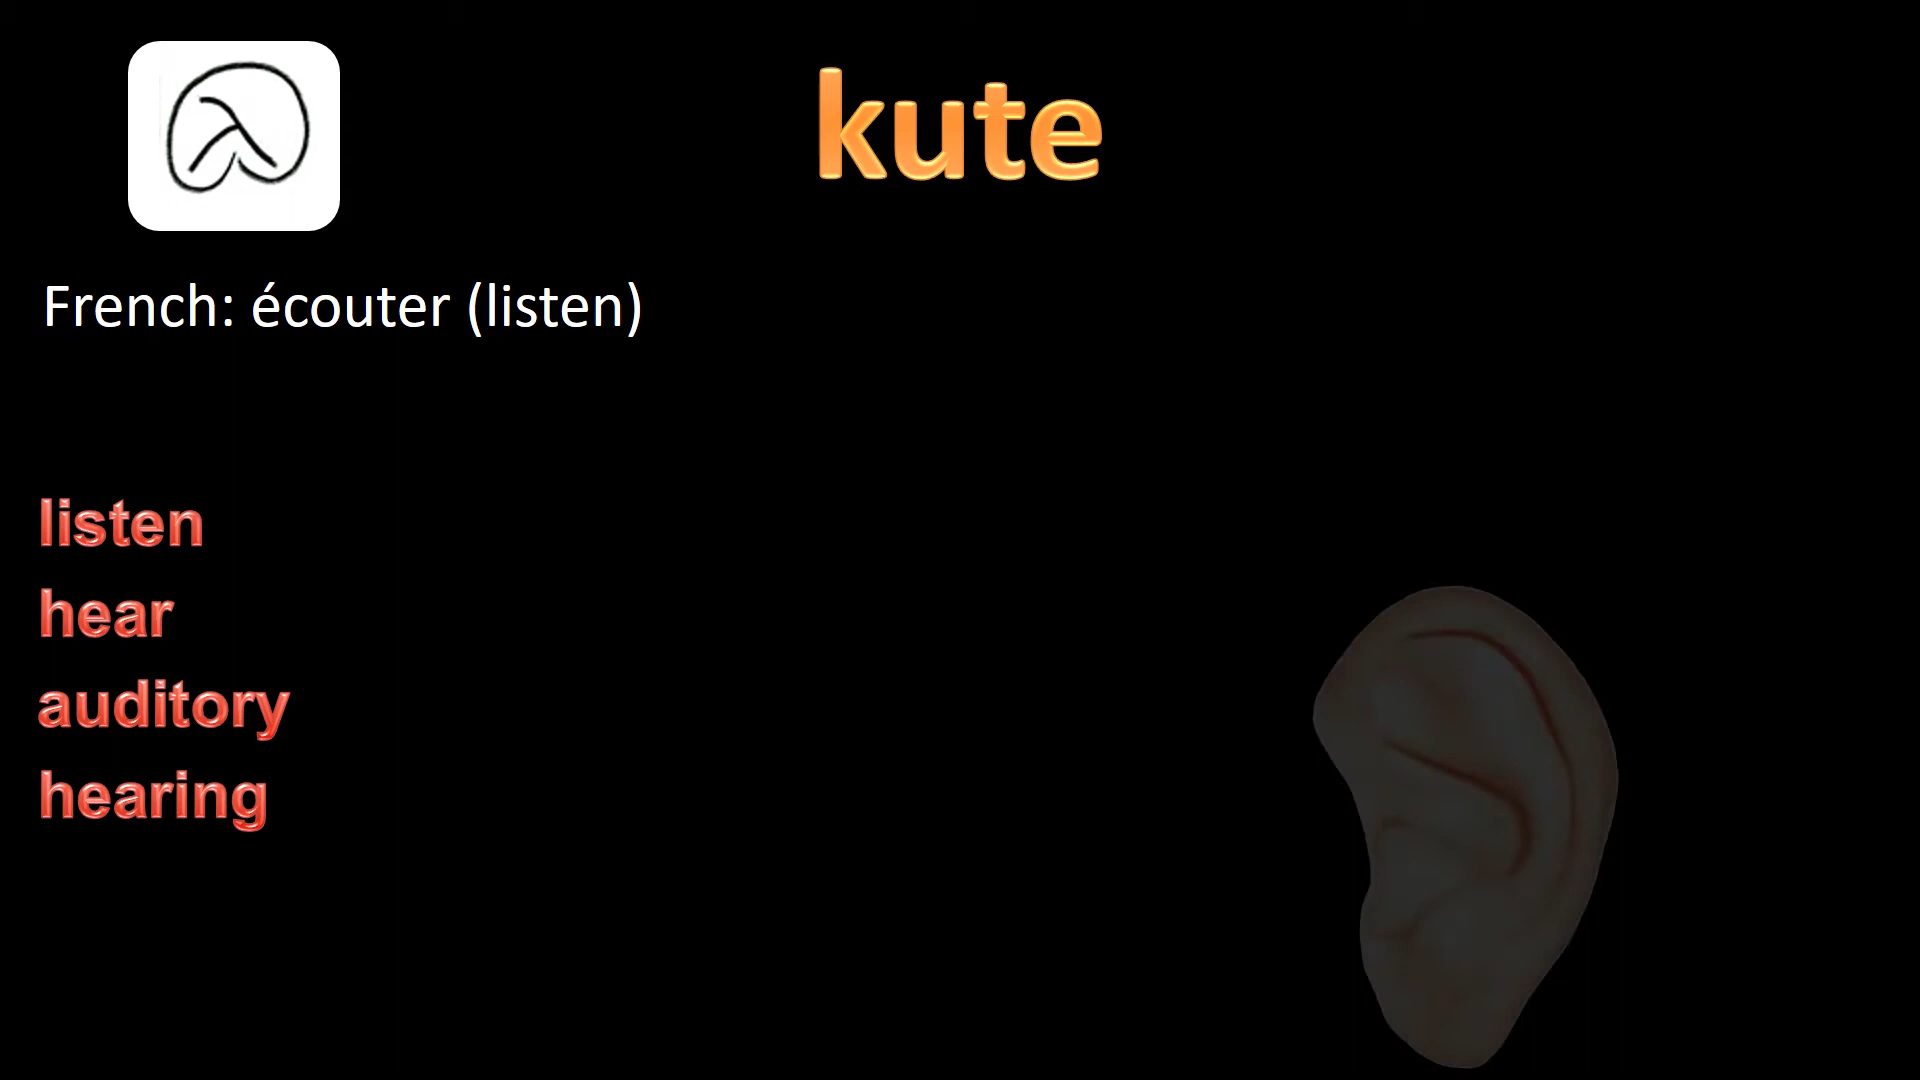 kute
French: écouter (listen)
listen
hear
auditory
hearing